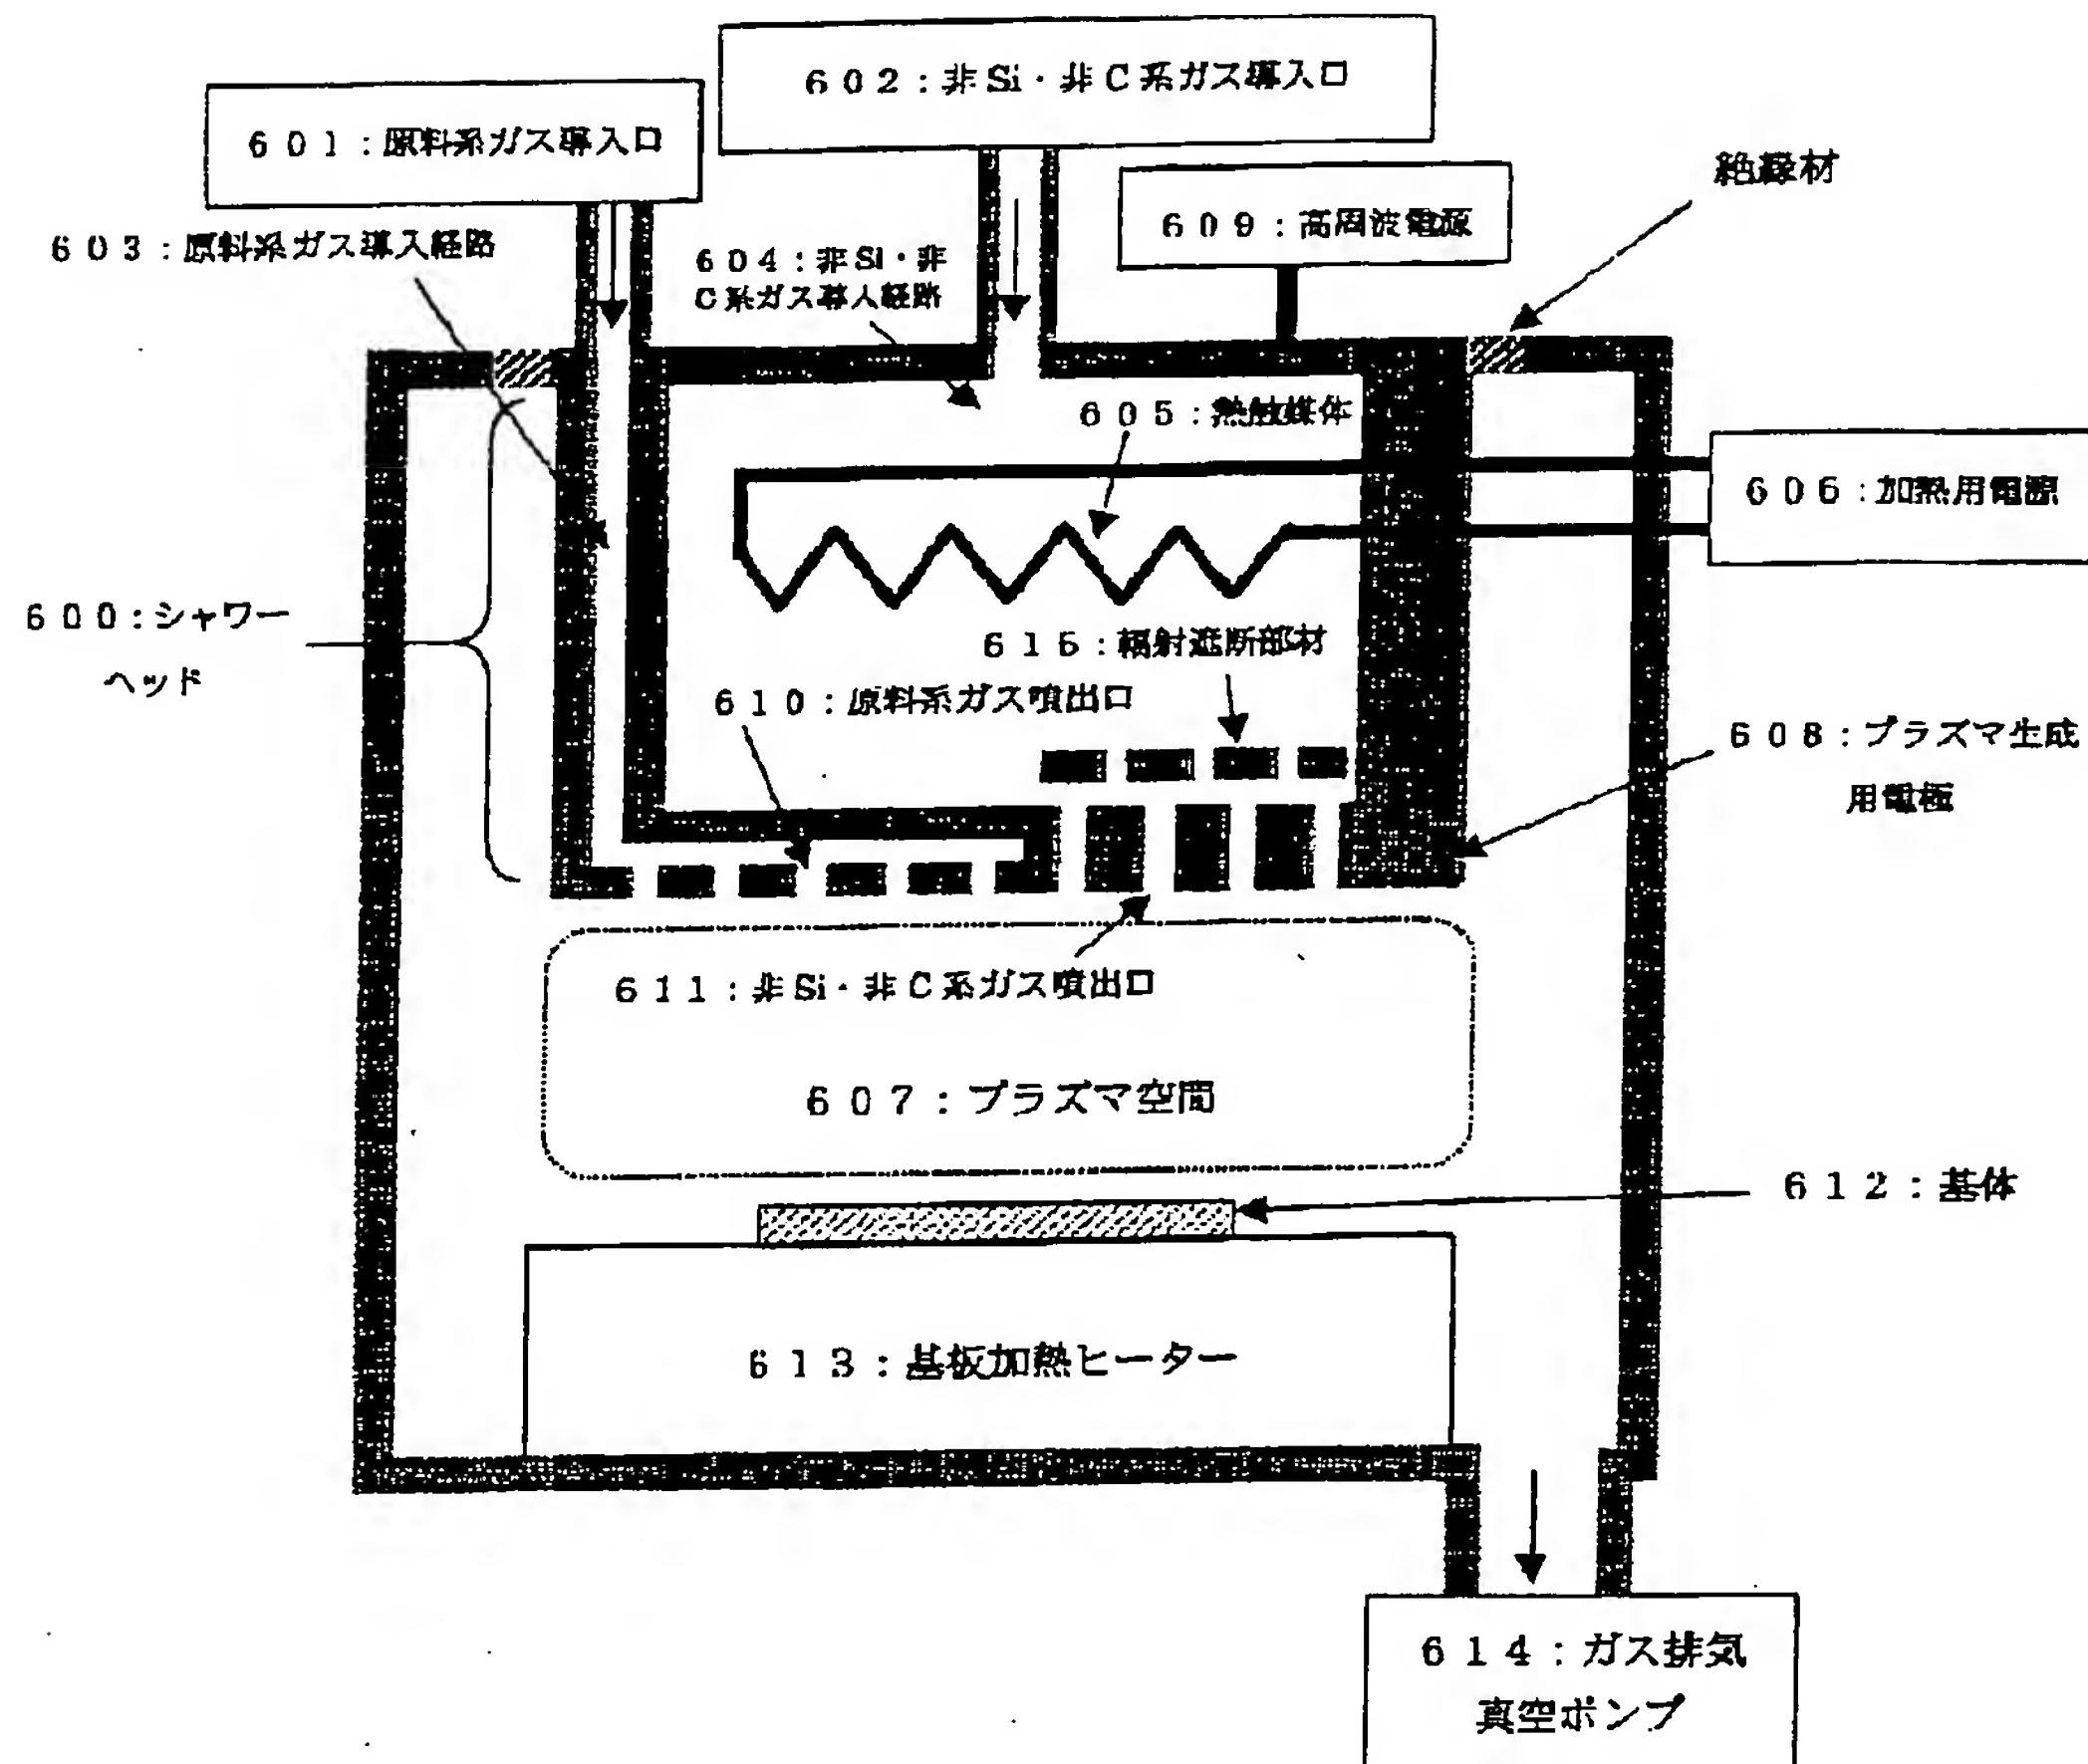 602:非Si・非C系ガス導入口
601:原料系ガス導入口
絶縁材
609:高周波電源
603:原料系ガス導入経路
604:非Si・非
C系ガス導入経路
605:熱触媒体
606:加熱用電源
600:シャワー
ヘッド
615:輻射遮断部材
610:原料系ガス噴出口
608:プラズマ生成
用電極
611:非Si・非C系ガス噴出口
607:プラズマ空間
612:基体
613:基板加熱ヒーター
614:ガス排気
真空ポンプ